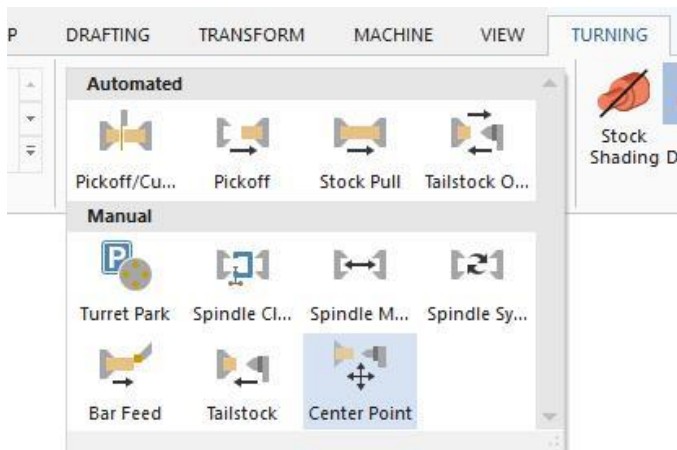 P DRAFTING TRANSFORM MACHINE VIEW TURNING
Automated
Pickoff/Cu... Pickoff Stock Pull Tailstock O...
Stock
Shading D
Manual
P
Turret Park Spindle Cl... Spindle M... Spindle Sy...
Bar Feed Tailstock Center Point